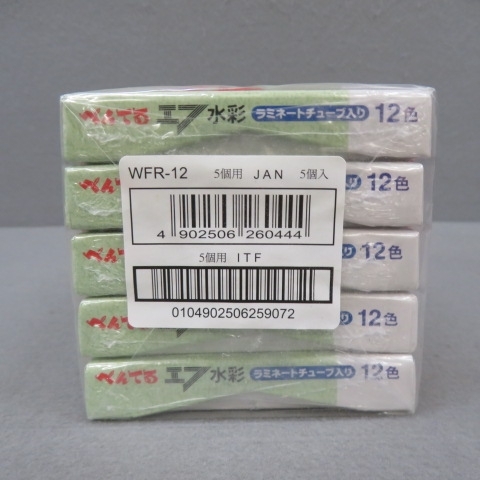 ぺんてる エフ水彩 ラミネートチューブ入り 12色
WFR-12 5個用 JAN 5個入
4 902506 260444
5個用 ITF
0104902506259072
り 12色
り 12色
り 12色
ぺんてる エフ水彩 ラミネートチューブ入り 12色